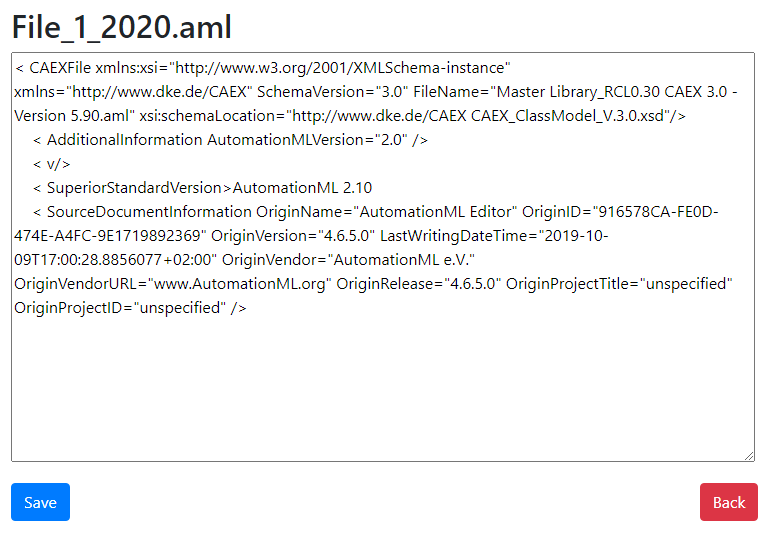 File_1_2020.aml
< CAEXFile xmlns:xsi="http://www.w3.org/2001/XMLSchema-instance"
xmlns="http://www.dke.de/CAEX" SchemaVersion="3.0" FileName="Master Library_RCL0.30 CAEX 3.0 -
Version 5.90.aml" xsi:schemaLocation="http://www.dke.de/CAEX CAEX_ClassModel_V.3.0.xsd"/>
< AdditionalInformation AutomationMLVersion="2.0" />
< v/>
< SuperiorStandardVersion>AutomationML 2.10
< SourceDocumentInformation OriginName="AutomationML Editor" OriginID="916578CA-FE0D-
474E-A4FC-9E1719892369" OriginVersion="4.6.5.0" LastWritingDateTime="2019-10-
09T17:00:28.8856077+02:00" OriginVendor="AutomationML e.V."
OriginVendorURL="www.AutomationML.org" OriginRelease="4.6.5.0" OriginProjectTitle="unspecified"
OriginProjectID="unspecified" />
Save
Back